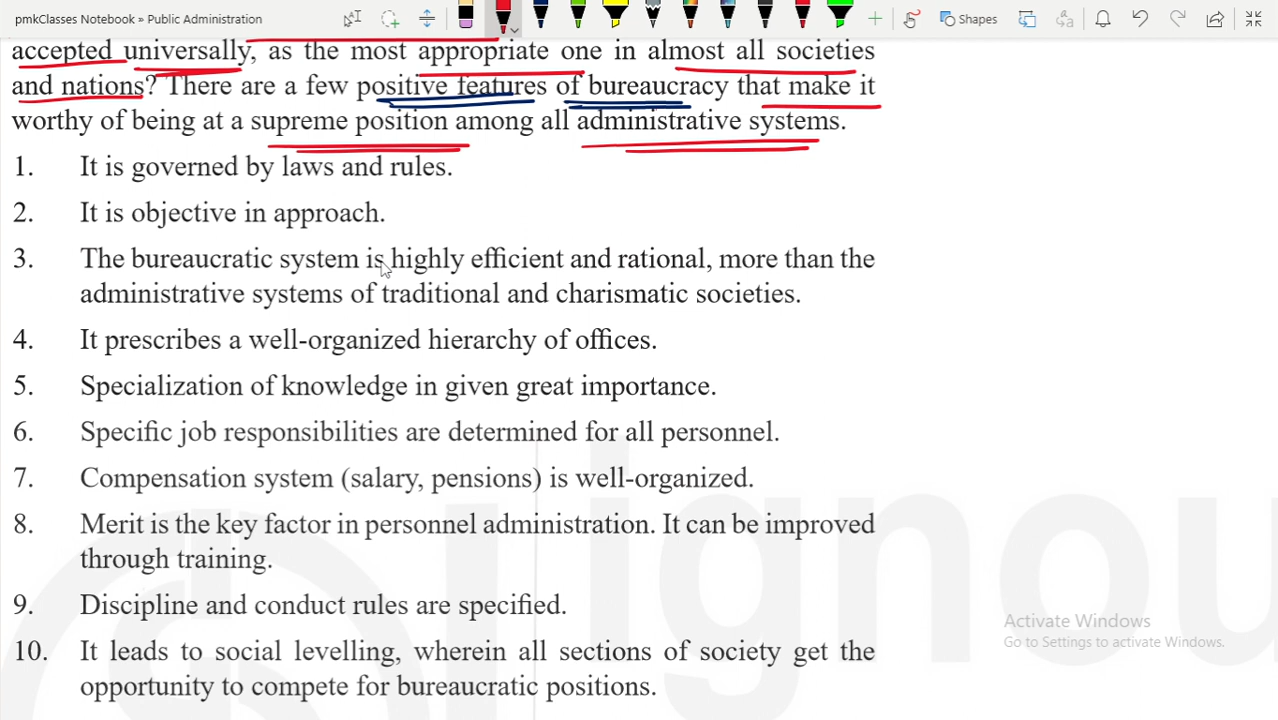 pmkClasses Notebook » Public Administration
Shapes
accepted universally, as the most appropriate one in almost all societies
and nations? There are a few positive features of bureaucracy that make it
worthy of being at a supreme position among all administrative systems.
1. It is governed by laws and rules.
2. It is objective in approach.
3. The bureaucratic system is highly efficient and rational, more than the
administrative systems of traditional and charismatic societies.
4. It prescribes a well-organized hierarchy of offices.
5. Specialization of knowledge in given great importance.
6. Specific job responsibilities are determined for all personnel.
7. Compensation system (salary, pensions) is well-organized.
8. Merit is the key factor in personnel administration. It can be improved
through training.
9. Discipline and conduct rules are specified.
10. It leads to social levelling, wherein all sections of society get the
opportunity to compete for bureaucratic positions.
ignou
Activate Windows
Go to Settings to activate Windows.